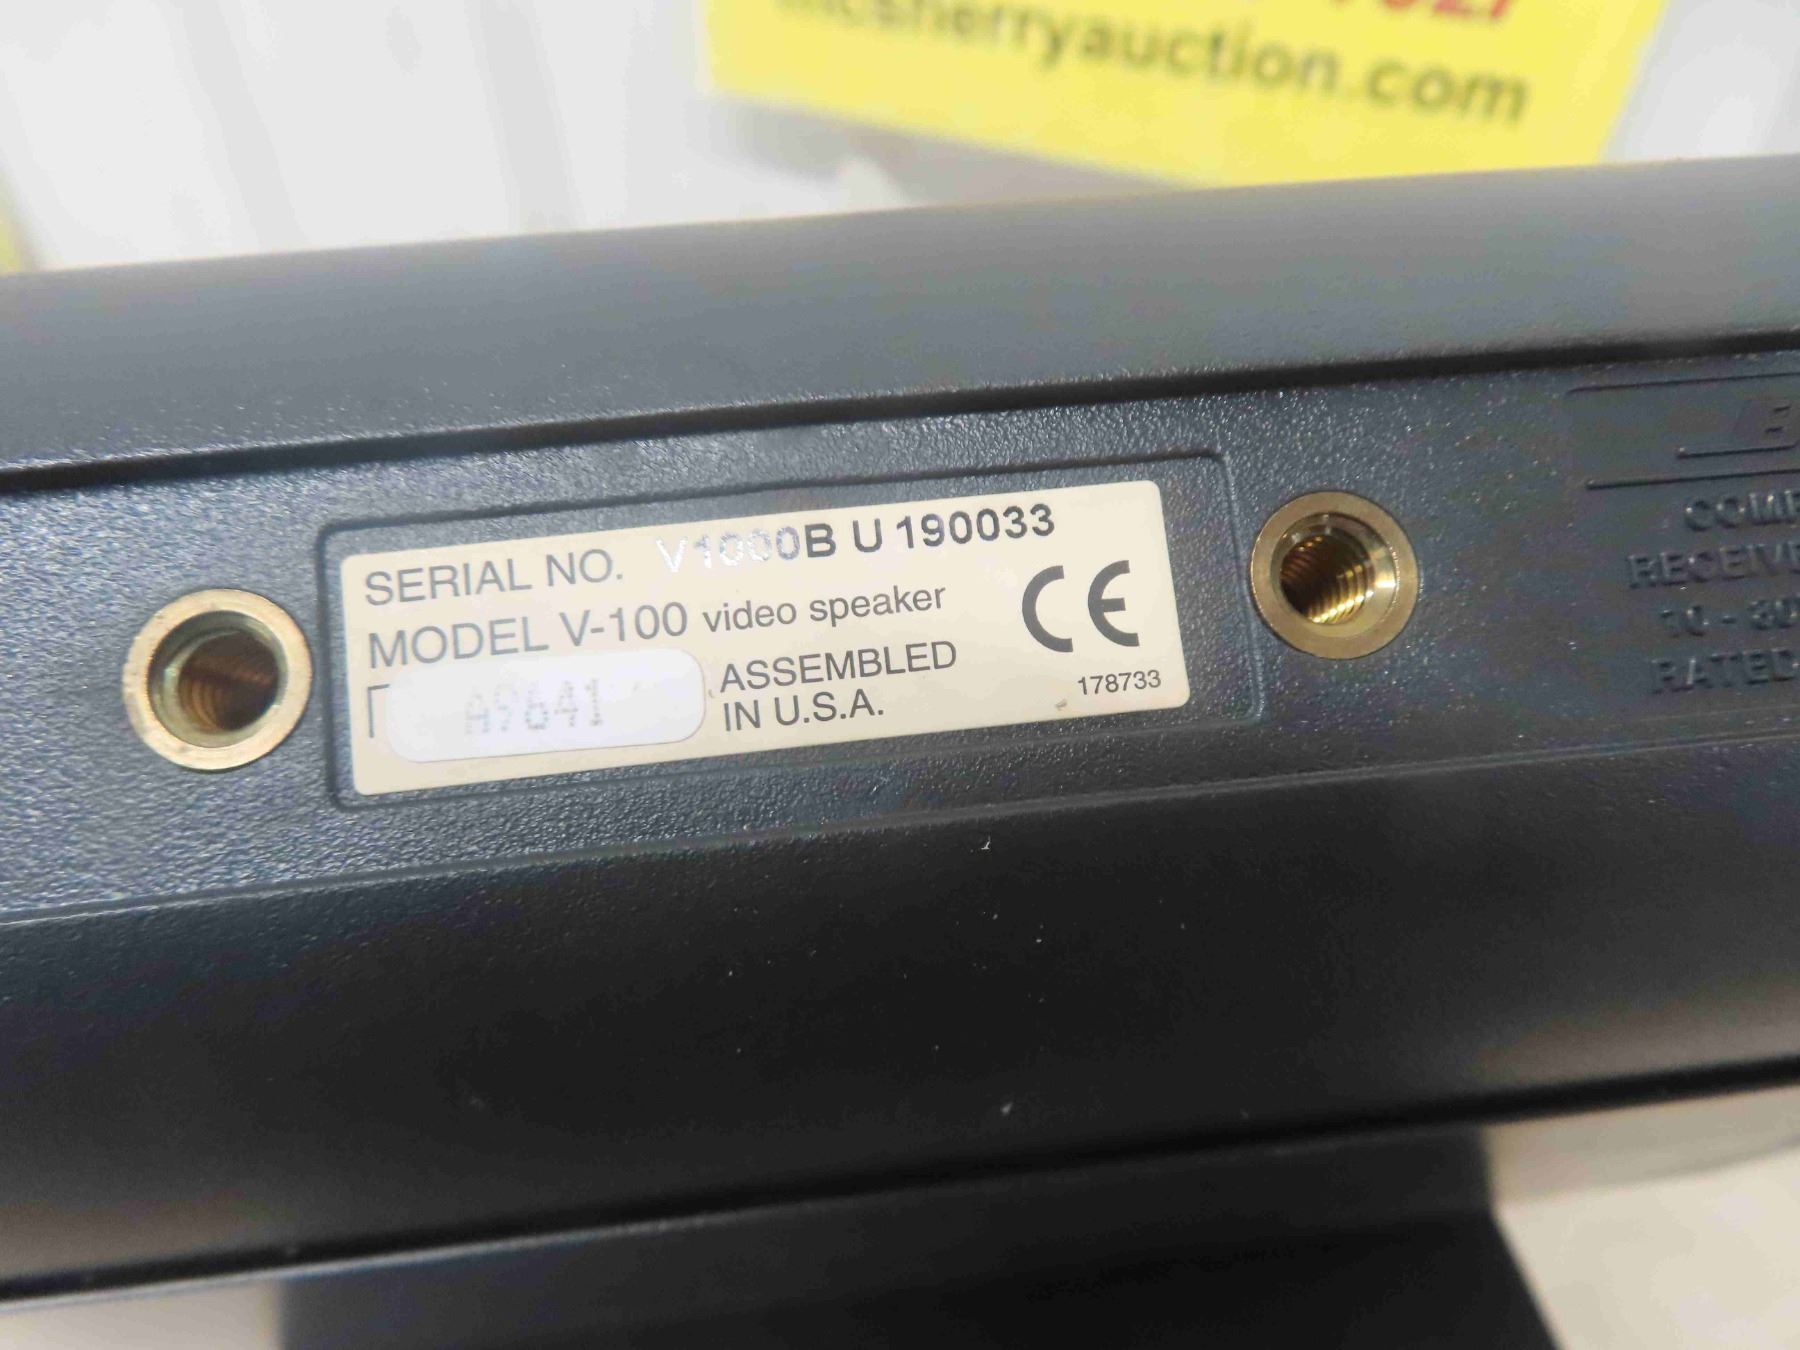 mcsherryauction.com
SERIAL NO. V1000B U 190033
MODEL V-100 video speaker
A9641
ASSEMBLED
IN U.S.A.
CE
178733
RATED